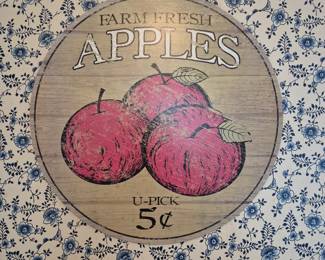 FARM FRESH
APPLES
U-PICK
5¢